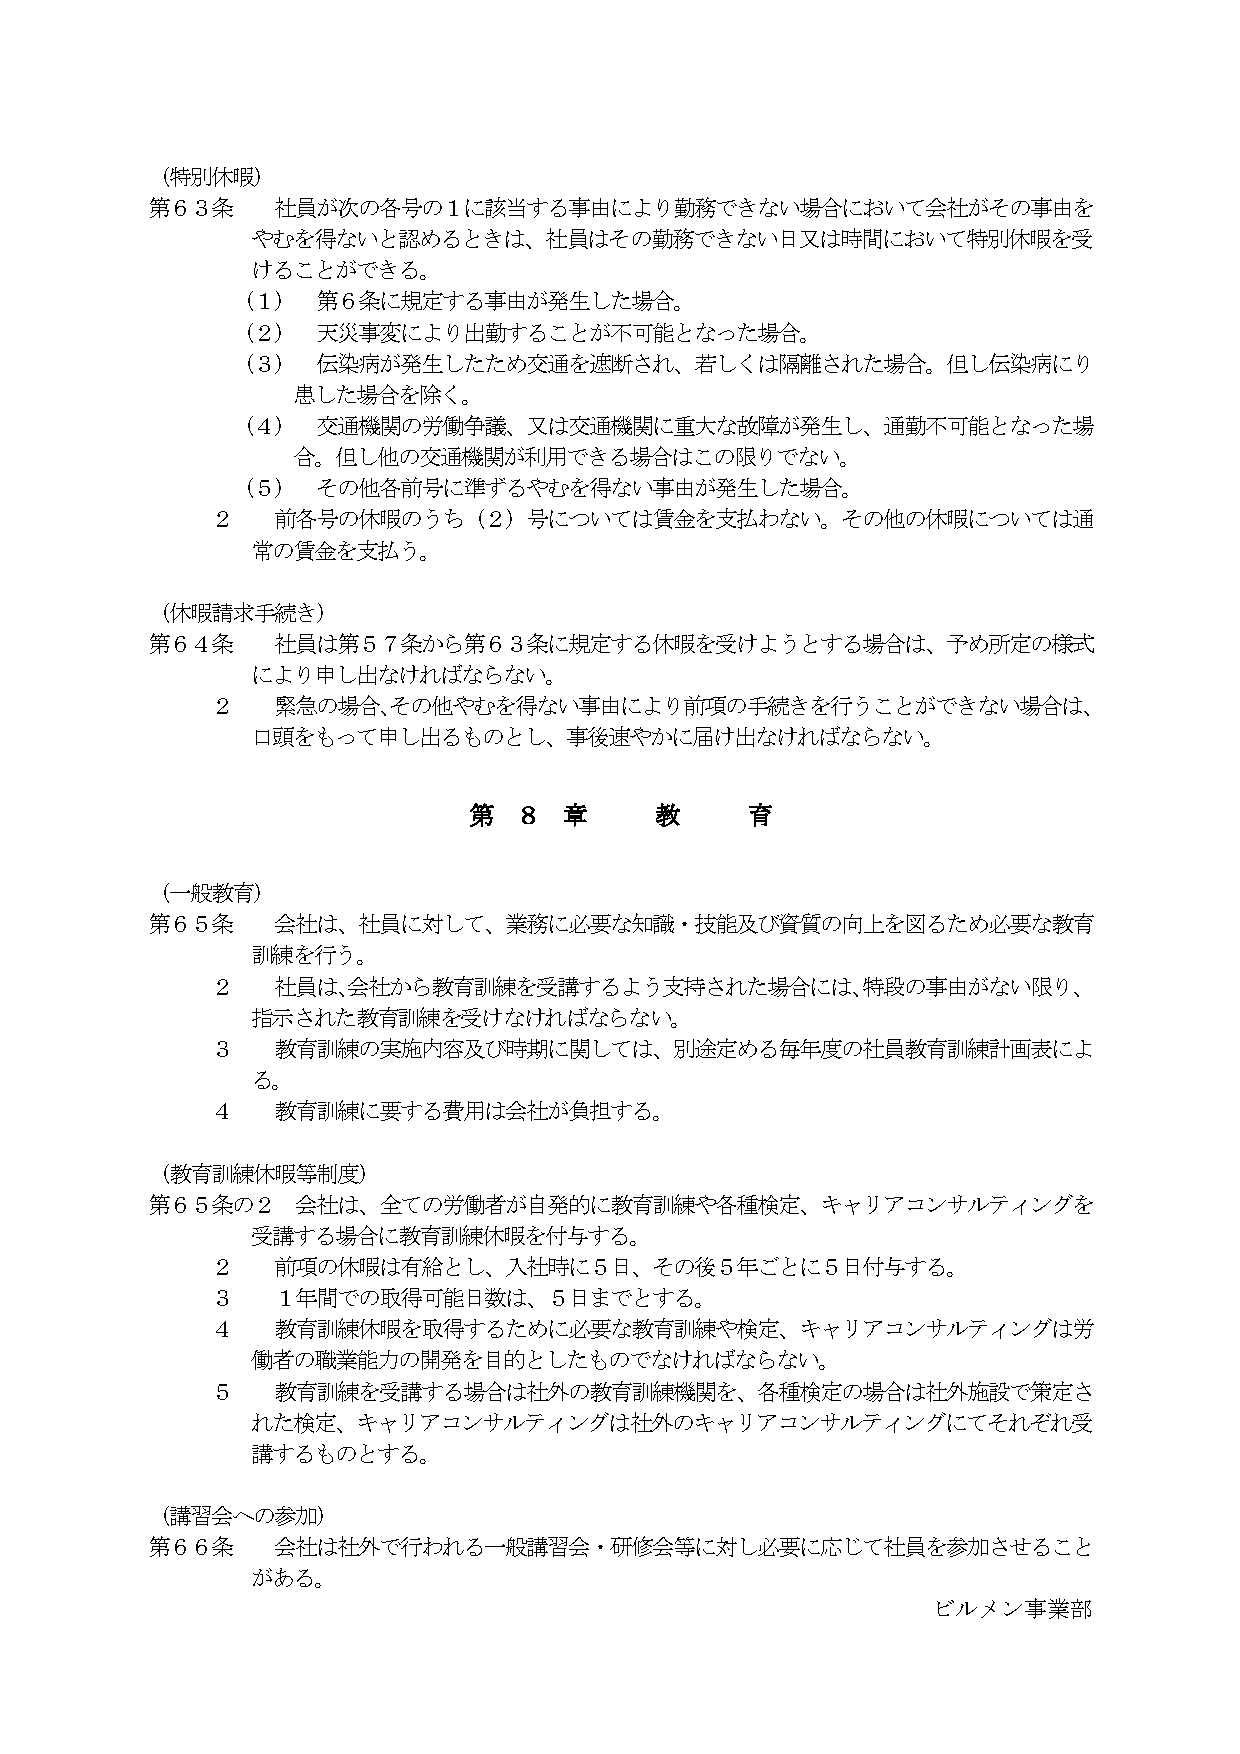 （特別休暇）
第６３条　　社員が次の各号の１に該当する事由により勤務できない場合において会社がその事由を
やむを得ないと認めるときは、社員はその勤務できない日又は時間において特別休暇を受
けることができる。
（１）　第６条に規定する事由が発生した場合。
（２）　天災事変により出勤することが不可能となった場合。
（３）　伝染病が発生したため交通を遮断され、若しくは隔離された場合。但し伝染病にり
患した場合を除く。
（４）　交通機関の労働争議、又は交通機関に重大な故障が発生し、通勤不可能となった場
合。但し他の交通機関が利用できる場合はこの限りでない。
（５）　その他各前号に準ずるやむを得ない事由が発生した場合。
２　　前各号の休暇のうち（２）号については賃金を支払わない。その他の休暇については通
常の賃金を支払う。
（休暇請求手続き）
第６４条　　社員は第５７条から第６３条に規定する休暇を受けようとする場合は、予め所定の様式
により申し出なければならない。
２　　緊急の場合、その他やむを得ない事由により前項の手続きを行うことができない場合は、
口頭をもって申し出るものとし、事後速やかに届け出なければならない。
第　８　章　　　教　　　育
（一般教育）
第６５条　　会社は、社員に対して、業務に必要な知識・技能及び資質の向上を図るため必要な教育
訓練を行う。
２　　社員は、会社から教育訓練を受講するよう支持された場合には、特段の事由がない限り、
指示された教育訓練を受けなければならない。
３　　教育訓練の実施内容及び時期に関しては、別途定める毎年度の社員教育訓練計画表によ
る。
４　　教育訓練に要する費用は会社が負担する。
（教育訓練休暇等制度）
第６５条の２　会社は、全ての労働者が自発的に教育訓練や各種検定、キャリアコンサルティングを
受講する場合に教育訓練休暇を付与する。
２　　前項の休暇は有給とし、入社時に５日、その後５年ごとに５日付与する。
３　　１年間での取得可能日数は、５日までとする。
４　　教育訓練休暇を取得するために必要な教育訓練や検定、キャリアコンサルティングは労
働者の職業能力の開発を目的としたものでなければならない。
５　　教育訓練を受講する場合は社外の教育訓練機関を、各種検定の場合は社外施設で策定さ
れた検定、キャリアコンサルティングは社外のキャリアコンサルティングにてそれぞれ受
講するものとする。
（講習会への参加）
第６６条　　会社は社外で行われる一般講習会・研修会等に対し必要に応じて社員を参加させること
がある。
ビルメン事業部